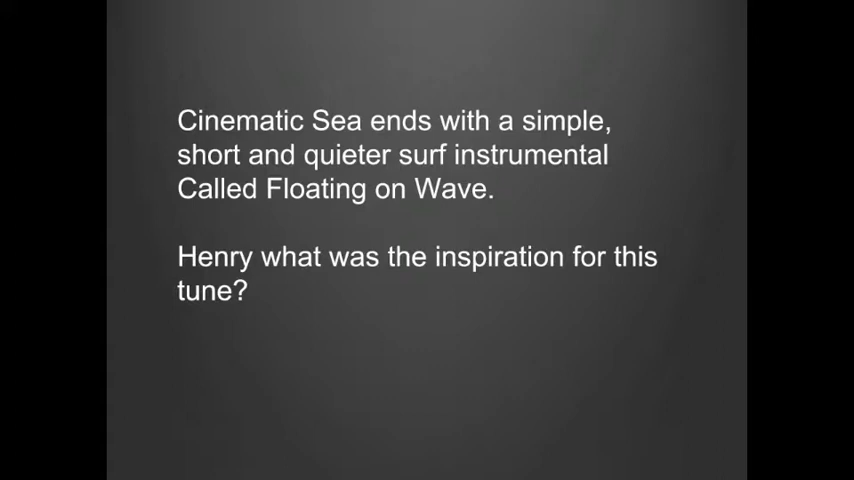 Cinematic Sea ends with a simple,
short and quieter surf instrumental
Called Floating on Wave.
Henry what was the inspiration for this
tune?